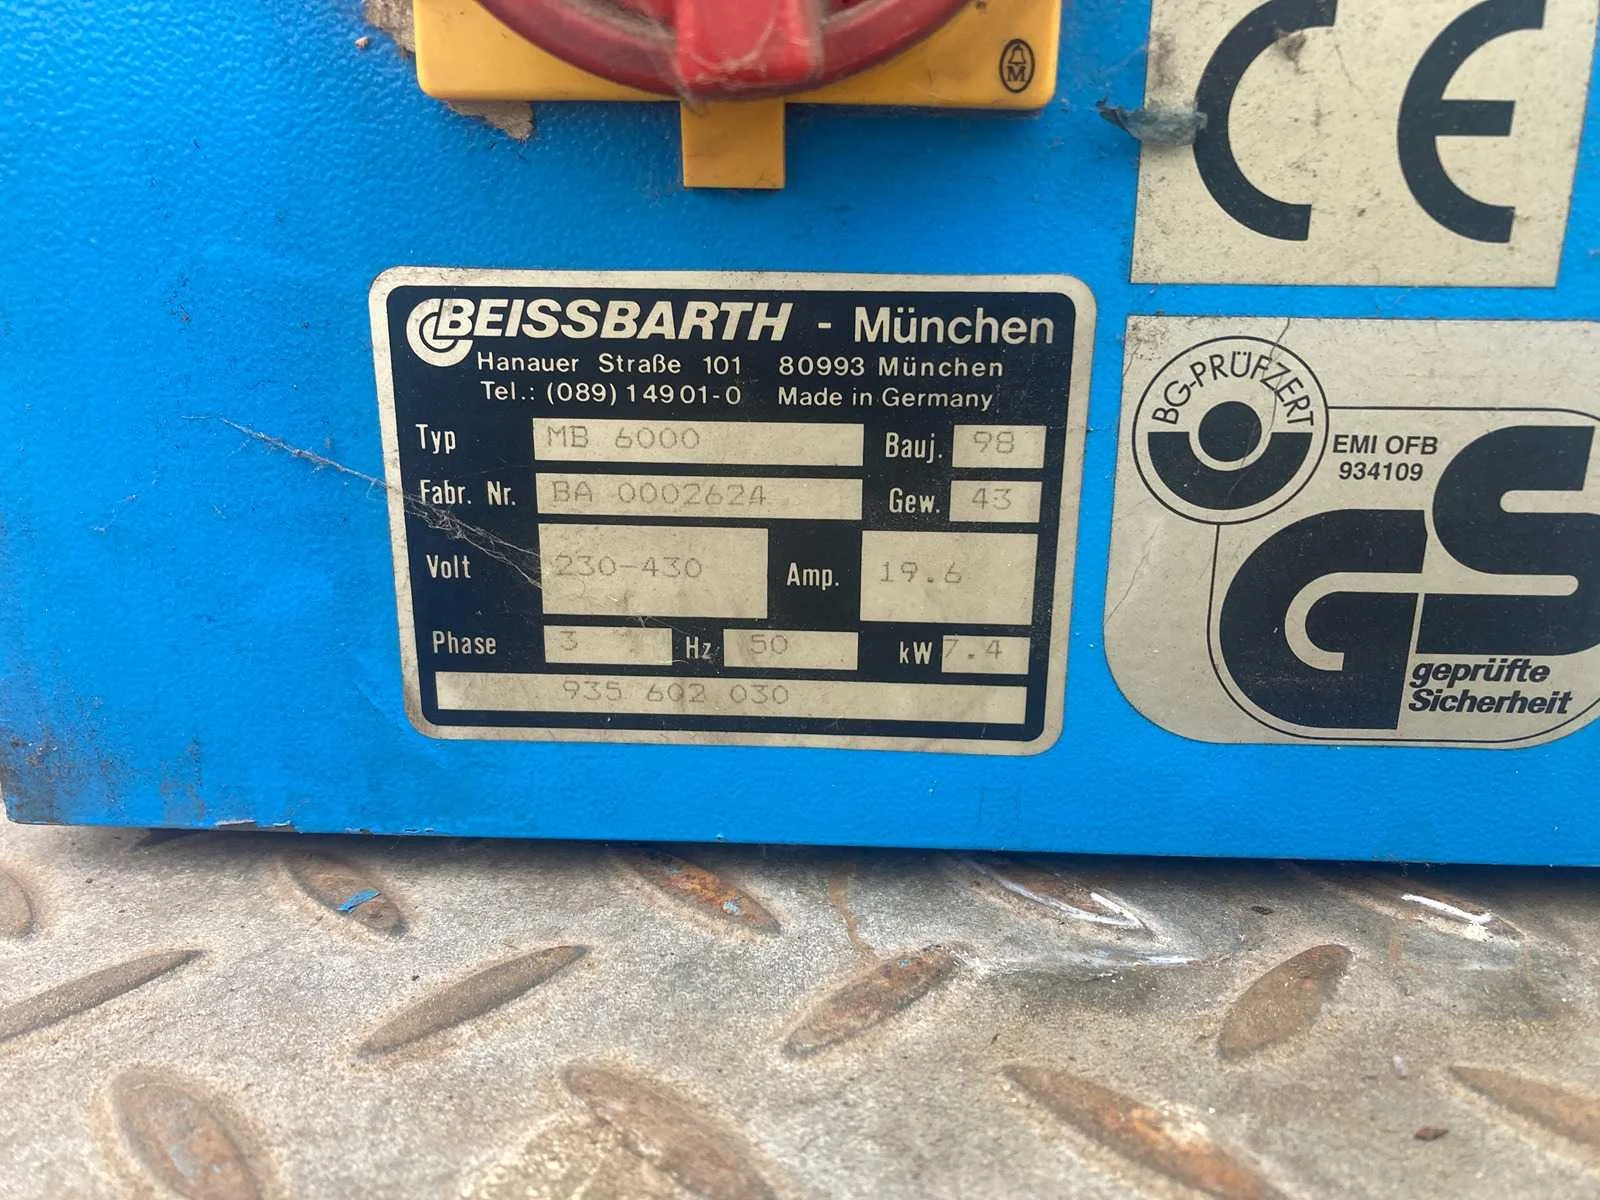 M
CE
BEISSBARTH - München
Hanauer Straße 101 80993 München
Tel.: (089) 14901-0 Made in Germany
Typ MB 6000 Bauj. 98
Fabr. Nr. BA 0002624 Gew. 43
Volt 230-430 Amp. 19.6
Phase 3 Hz 50 kW 7.4
935 602 030
BG-PRÜFZERT
EMI OFB
934109
GS
geprüfte
Sicherheit